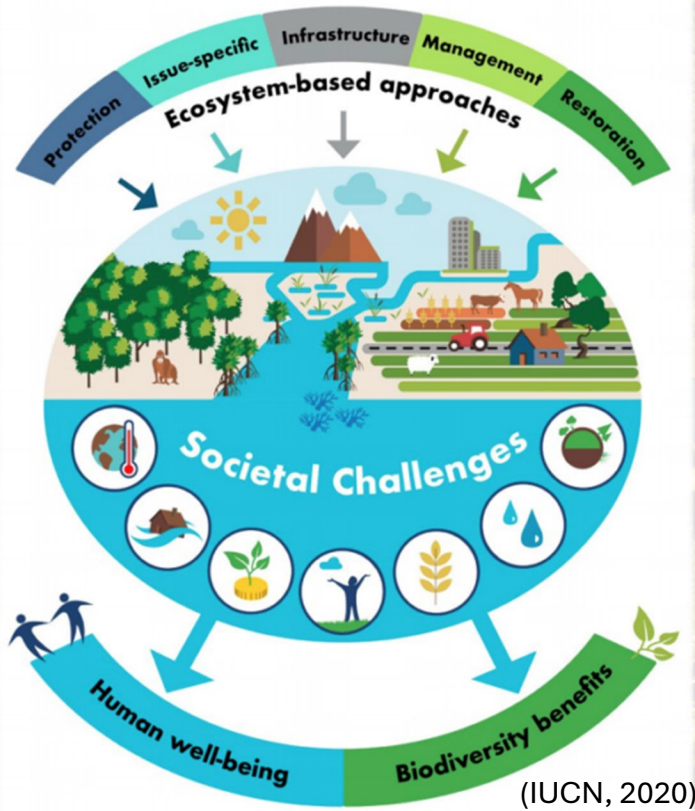 Protection
Issue-specific
Infrastructure
Management
Restoration
Ecosystem-based approaches
Societal Challenges
Human well-being
Biodiversity benefits
(IUCN, 2020)